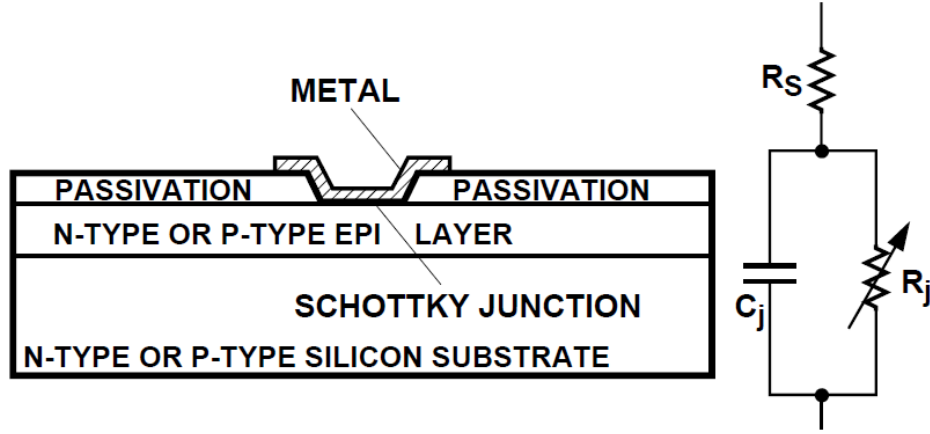 METAL
PASSIVATION
PASSIVATION
N-TYPE OR P-TYPE EPI LAYER
SCHOTTKY JUNCTION
N-TYPE OR P-TYPE SILICON SUBSTRATE
RS
Cj
Rj